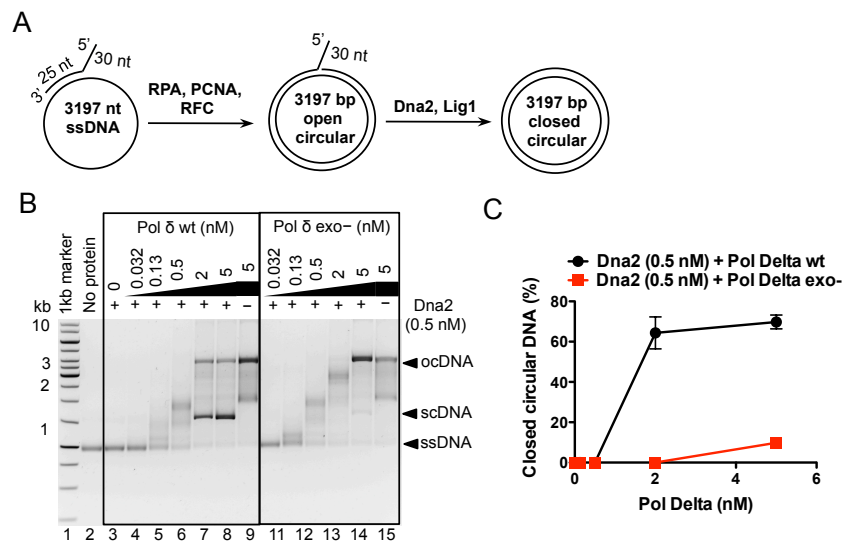 A
5’
30 nt
25 nt
3’
3197 nt
ssDNA
RPA, PCNA,
RFC
5’
30 nt
3197 bp
open
circular
Dna2, Lig1
3197 bp
closed
circular
B
1kb marker
No protein
Pol δ wt (nM)
Pol δ exo− (nM)
0
0.032
0.13
0.5
2
5
5
0.032
0.13
0.5
2
5
5
kb
+ + + + + + − + + + + + −
Dna2
(0.5 nM)
10
3
2
1
ocDNA
scDNA
ssDNA
1 2 3 4 5 6 7 8 9 11 12 13 14 15
C
Dna2 (0.5 nM) + Pol Delta wt
Dna2 (0.5 nM) + Pol Delta exo-
Closed circular DNA (%)
80
60
40
20
0
0 2 4 6
Pol Delta (nM)